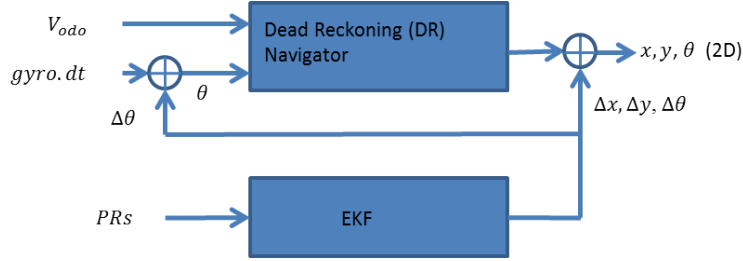 V_odo
Dead Reckoning (DR)
Navigator
gyro.dt
θ
x, y, θ (2D)
Δθ
Δx, Δy, Δθ
PRs
EKF